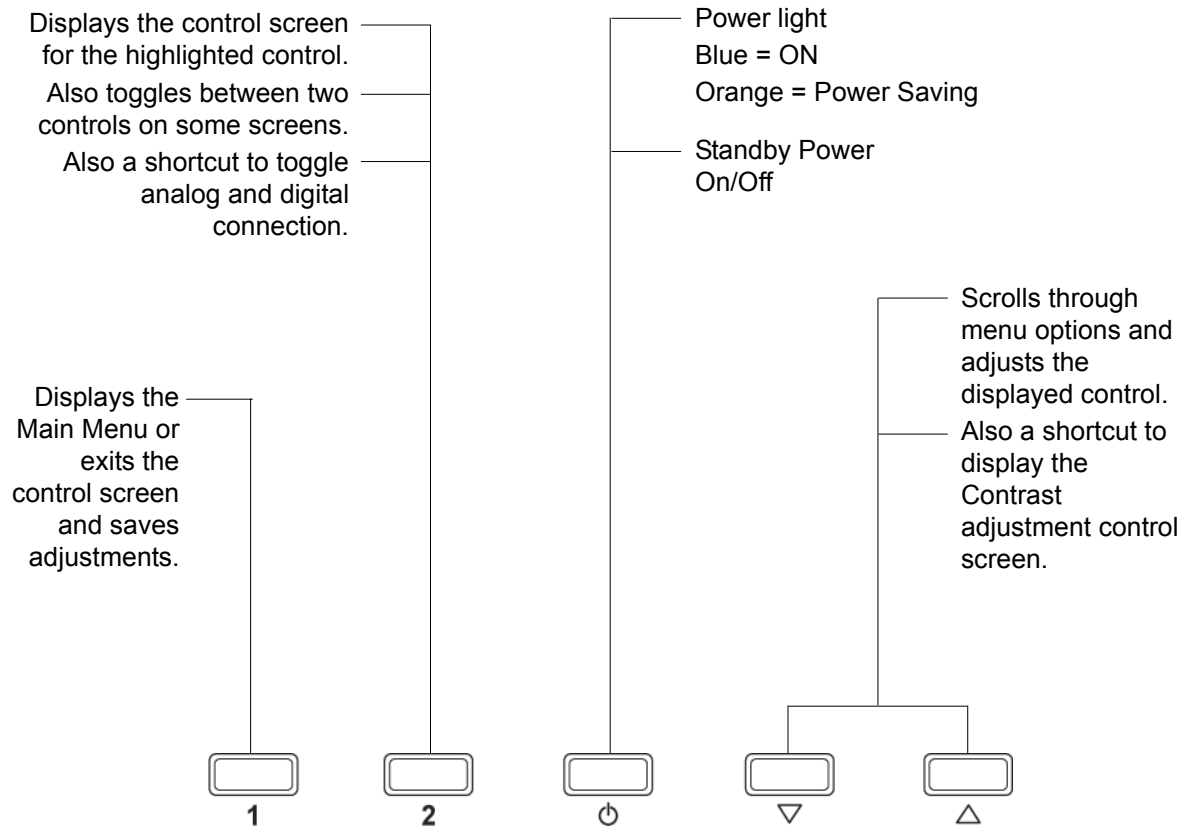 Displays the control screen
for the highlighted control.
Also toggles between two
controls on some screens.
Also a shortcut to toggle
analog and digital
connection.
Power light
Blue = ON
Orange = Power Saving
Standby Power
On/Off
Displays the
Main Menu or
exits the
control screen
and saves
adjustments.
Scrolls through
menu options and
adjusts the
displayed control.
Also a shortcut to
display the
Contrast
adjustment control
screen.
1
2